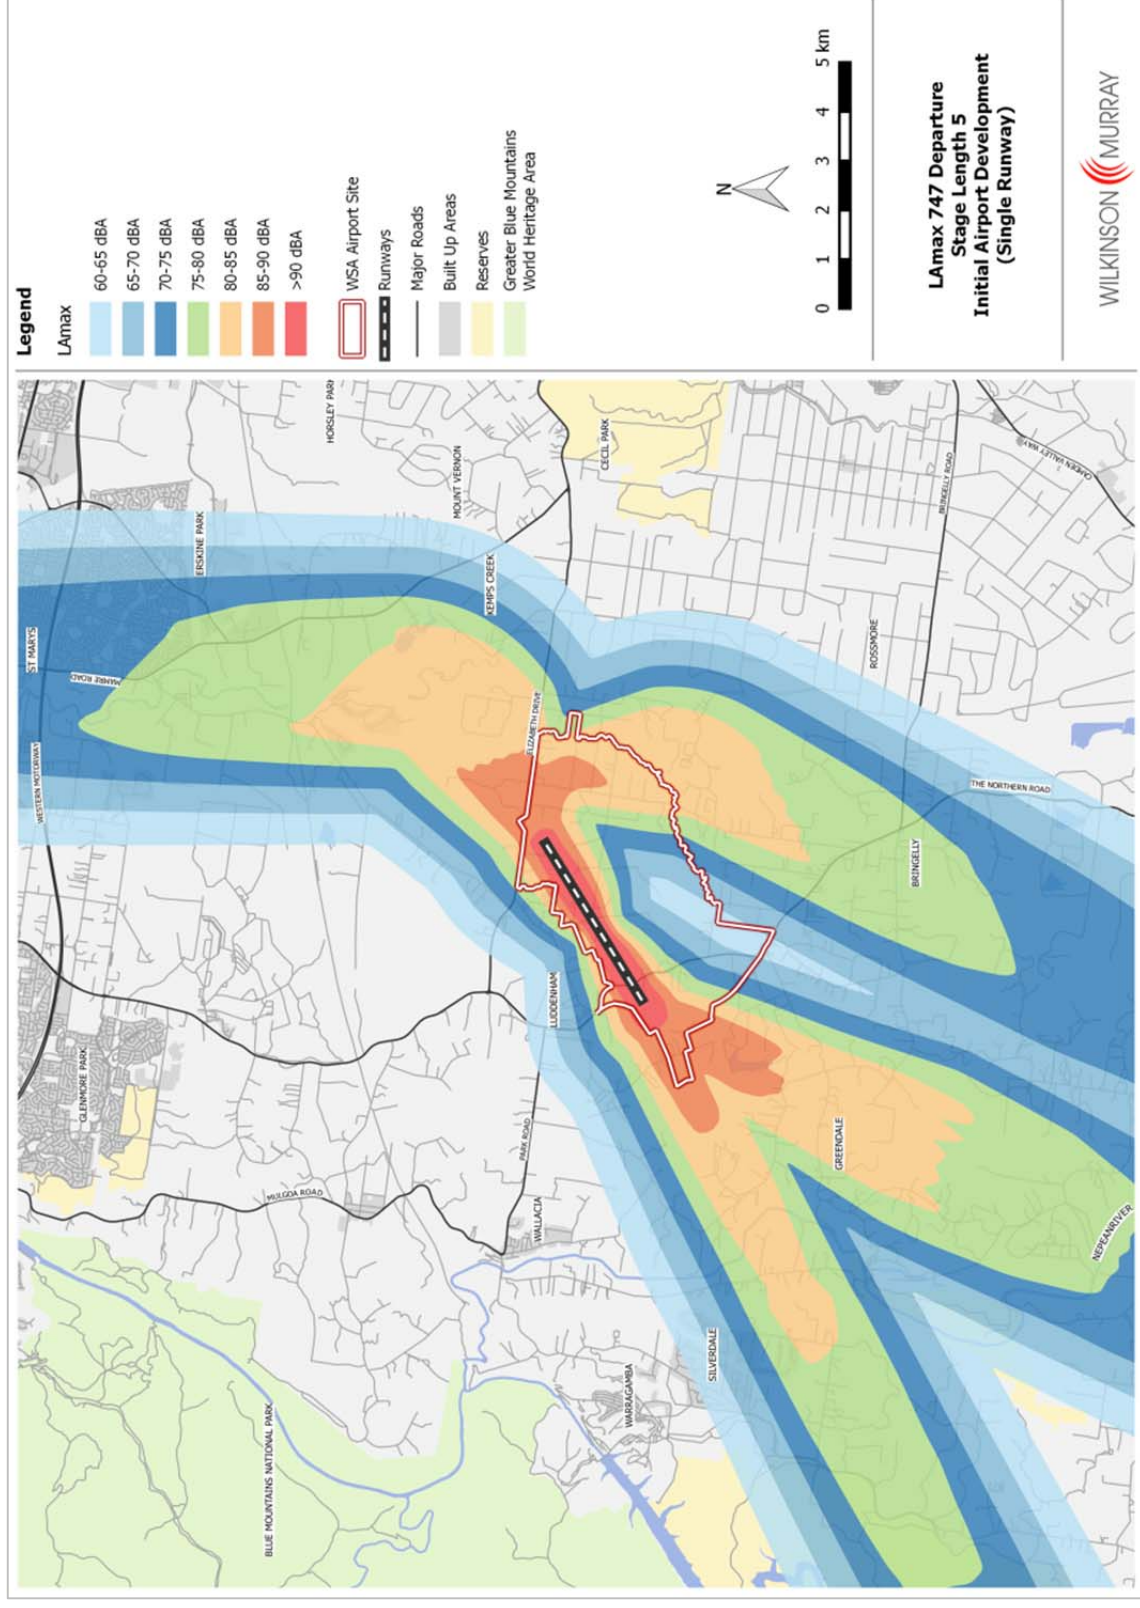 Legend
LAmax
60-65 dBA
65-70 dBA
70-75 dBA
75-80 dBA
80-85 dBA
85-90 dBA
>90 dBA
WSA Airport Site
Runways
Major Roads
Built Up Areas
Reserves
Greater Blue Mountains
World Heritage Area
N
0 1 2 3 4 5 km
LAmax 747 Departure
Stage Length 5
Initial Airport Development
(Single Runway)
WILKINSON MURRAY
ST MARYS
WESTERN MOTORWAY
MAMRE ROAD
ERSKINE PARK
HORSLEY PARK
GLENMORE PARK
MOUNT VERNON
KEMPS CREEK
CECIL PARK
ELIZABETH DRIVE
MULGOA ROAD
LUDDENHAM
PARK ROAD
WALLACIA
BLUE MOUNTAINS NATIONAL PARK
WARRAGAMBA
SILVERDALE
GREENDALE
ROSSMORE
BRINGELLY ROAD
BRINGELLY
THE NORTHERN ROAD
CAMDEN VALLEY WAY
NEPEANRIVER